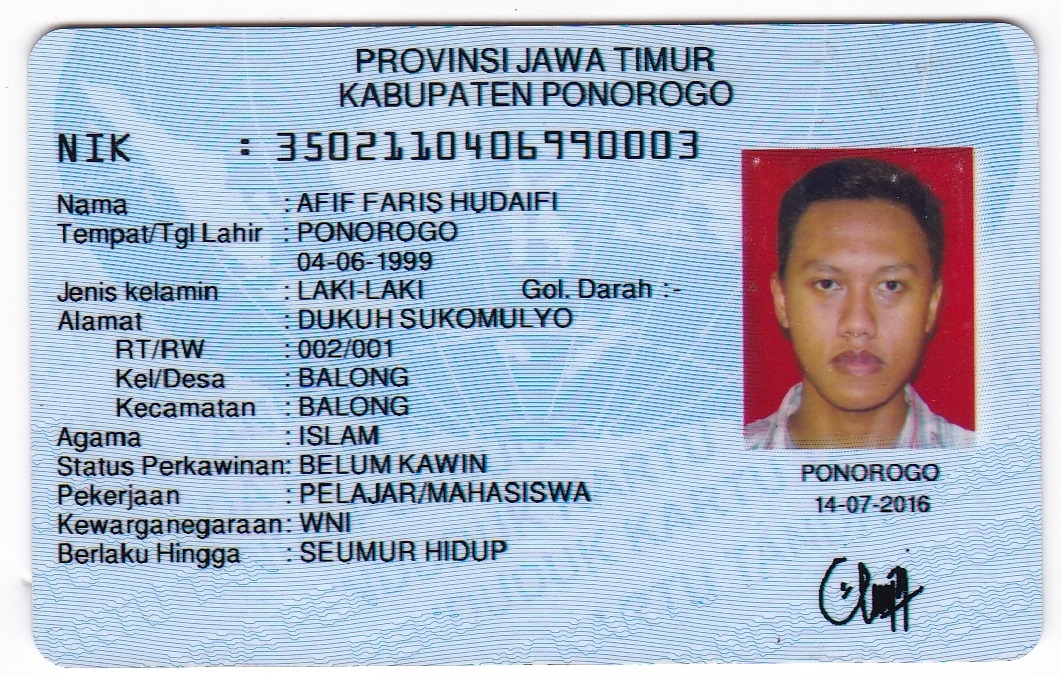 PROVINSI JAWA TIMUR
KABUPATEN PONOROGO
NIK : 3502110406990003
Nama : AFIF FARIS HUDAIFI
Tempat/Tgl Lahir : PONOROGO
04-06-1999
Jenis kelamin : LAKI-LAKI Gol. Darah :-
Alamat : DUKUH SUKOMULYO
RT/RW : 002/001
Kel/Desa : BALONG
Kecamatan : BALONG
Agama : ISLAM
Status Perkawinan: BELUM KAWIN
Pekerjaan : PELAJAR/MAHASISWA
Kewarganegaraan: WNI
Berlaku Hingga : SEUMUR HIDUP
PONOROGO
14-07-2016